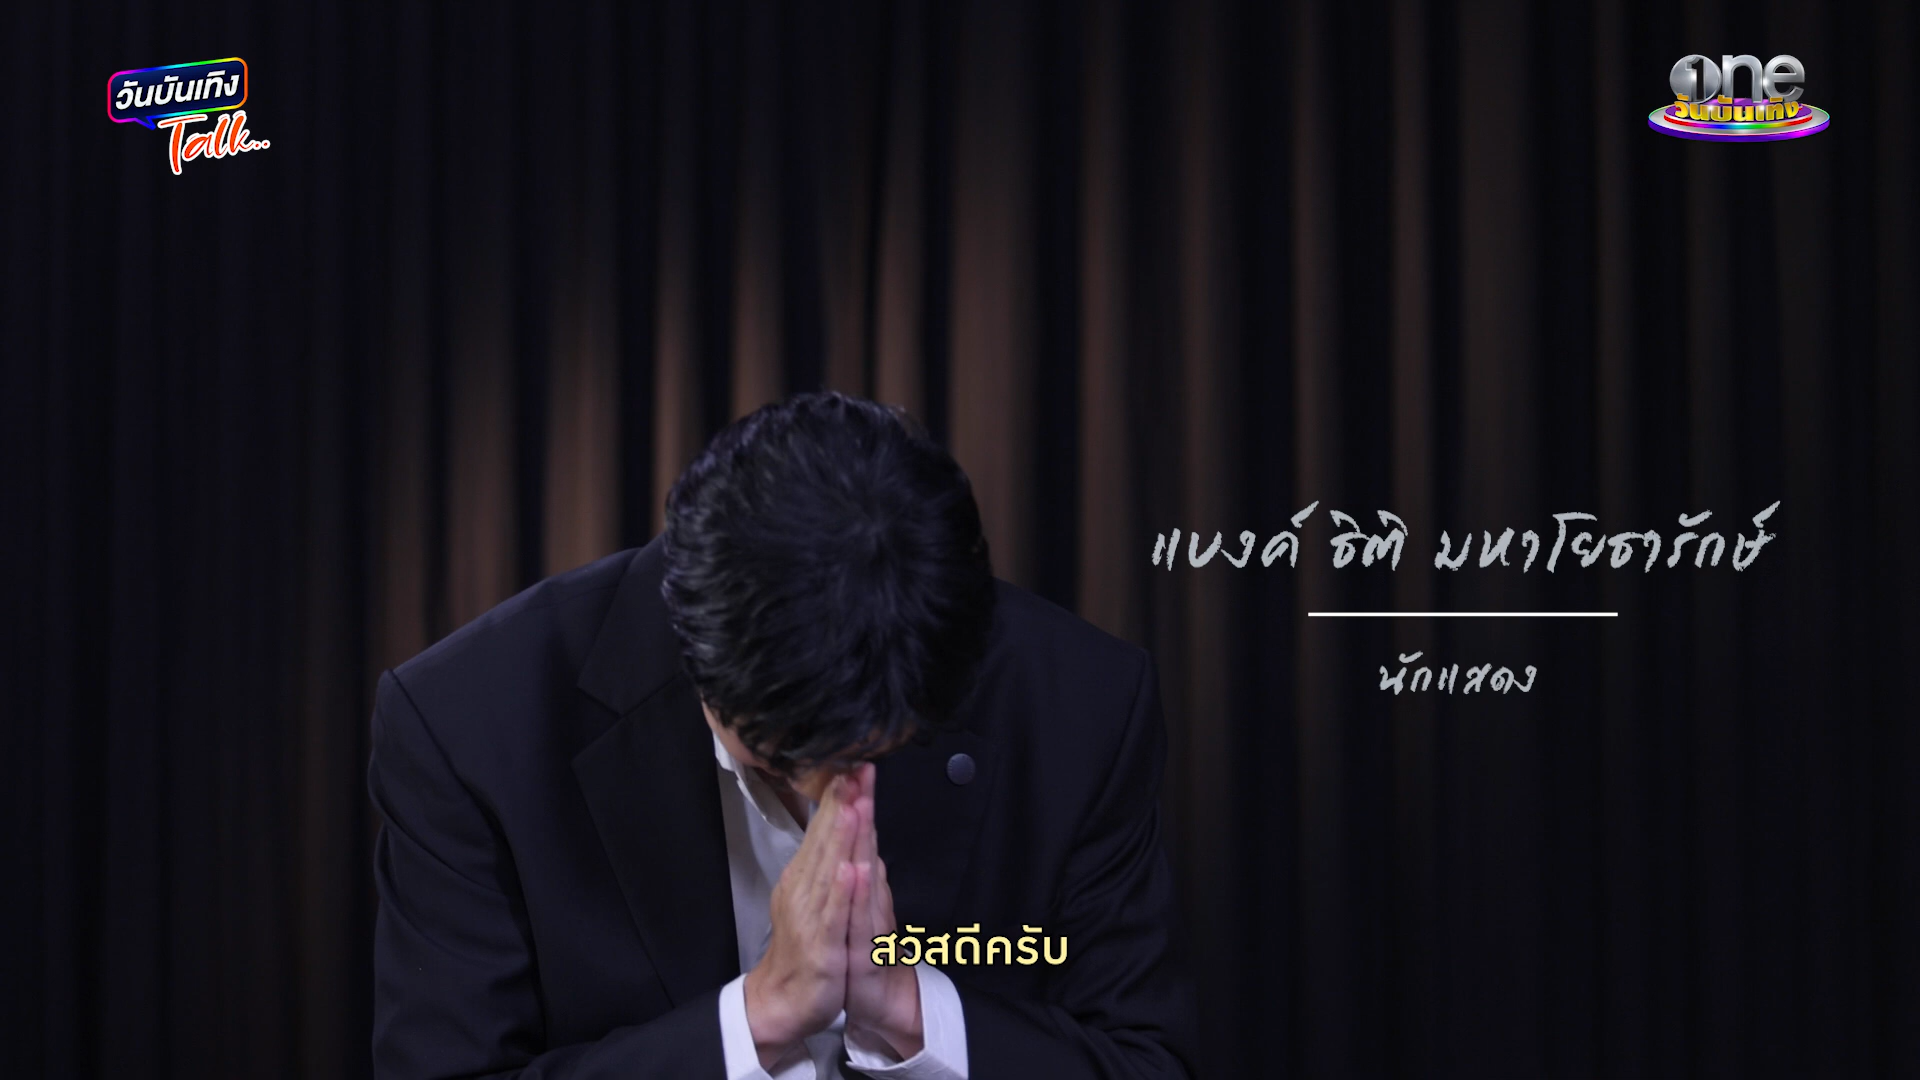 วันบันเทิง
Talk..
one
วันบันเทิง
แบงค์ ธิติ มหาโยธารักษ์
นักแสดง
สวัสดีครับ